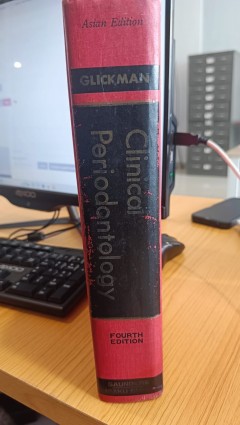 Asian Edition
GLICKMAN
Clinical
Periodontology
FOURTH
EDITION